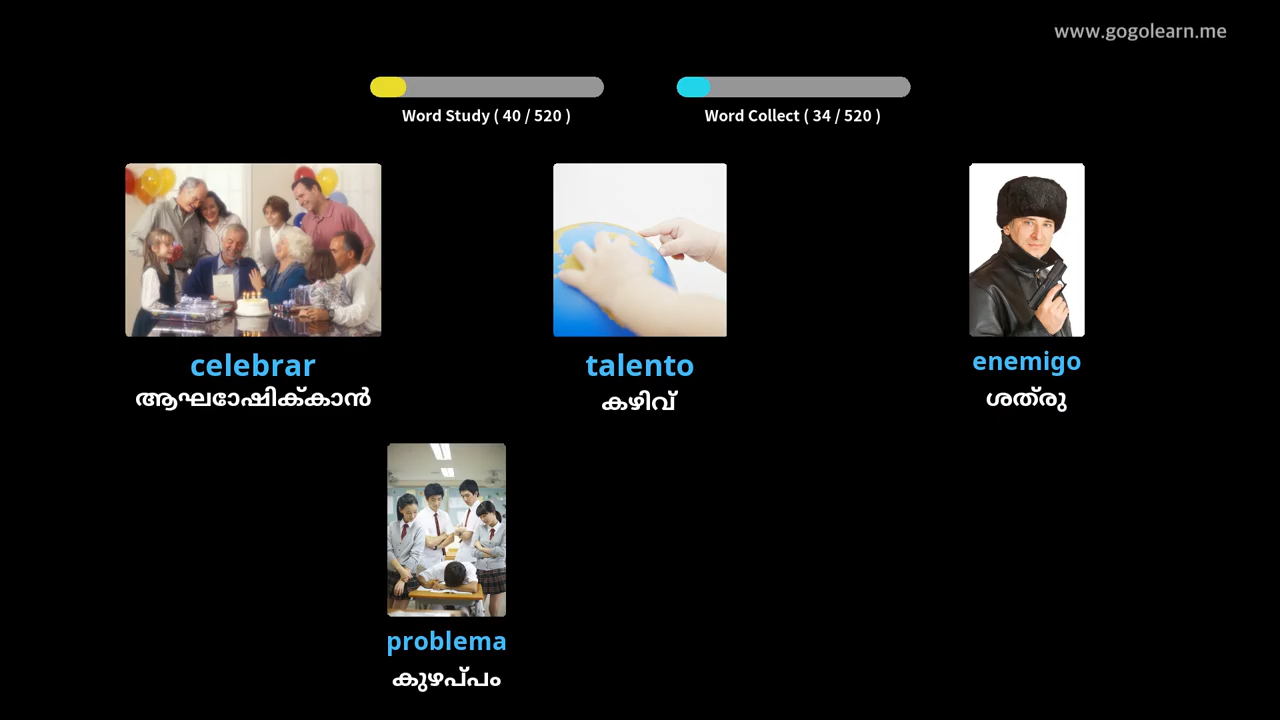 www.gogolearn.me
Word Study ( 40 / 520 )
Word Collect ( 34 / 520 )
celebrar
ആഘോഷിക്കാൻ
talento
കഴിവ്
enemigo
ശത്രു
problema
കുഴപ്പം